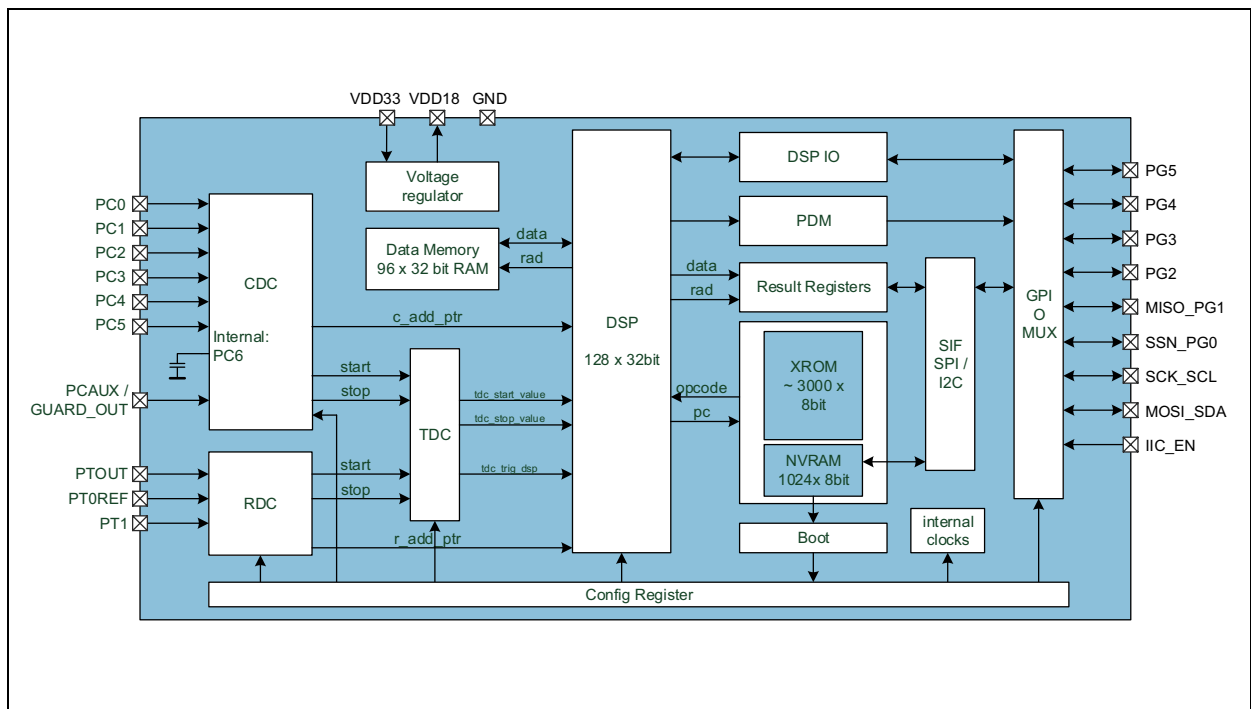 VDD33 VDD18 GND
Voltage
regulator
DSP IO
PG5
PC0
PC1
PC2
PC3
PC4
PC5
CDC
Internal:
PC6
PCAUX /
GUARD_OUT
Data Memory
96 x 32 bit RAM
data
rad
c_add_ptr
start
stop
TDC
tdc_start_value
tdc_stop_value
tdc_trig_dsp
PTOUT
PT0REF
PT1
RDC
start
stop
r_add_ptr
DSP
128 x 32bit
PDM
data
rad
Result Registers
opcode
pc
XROM
~ 3000 x
8bit
NVRAM
1024x 8bit
Boot
SIF
SPI /
I2C
internal
clocks
GPI
O
MUX
PG4
PG3
PG2
MISO_PG1
SSN_PG0
SCK_SCL
MOSI_SDA
IIC_EN
Config Register